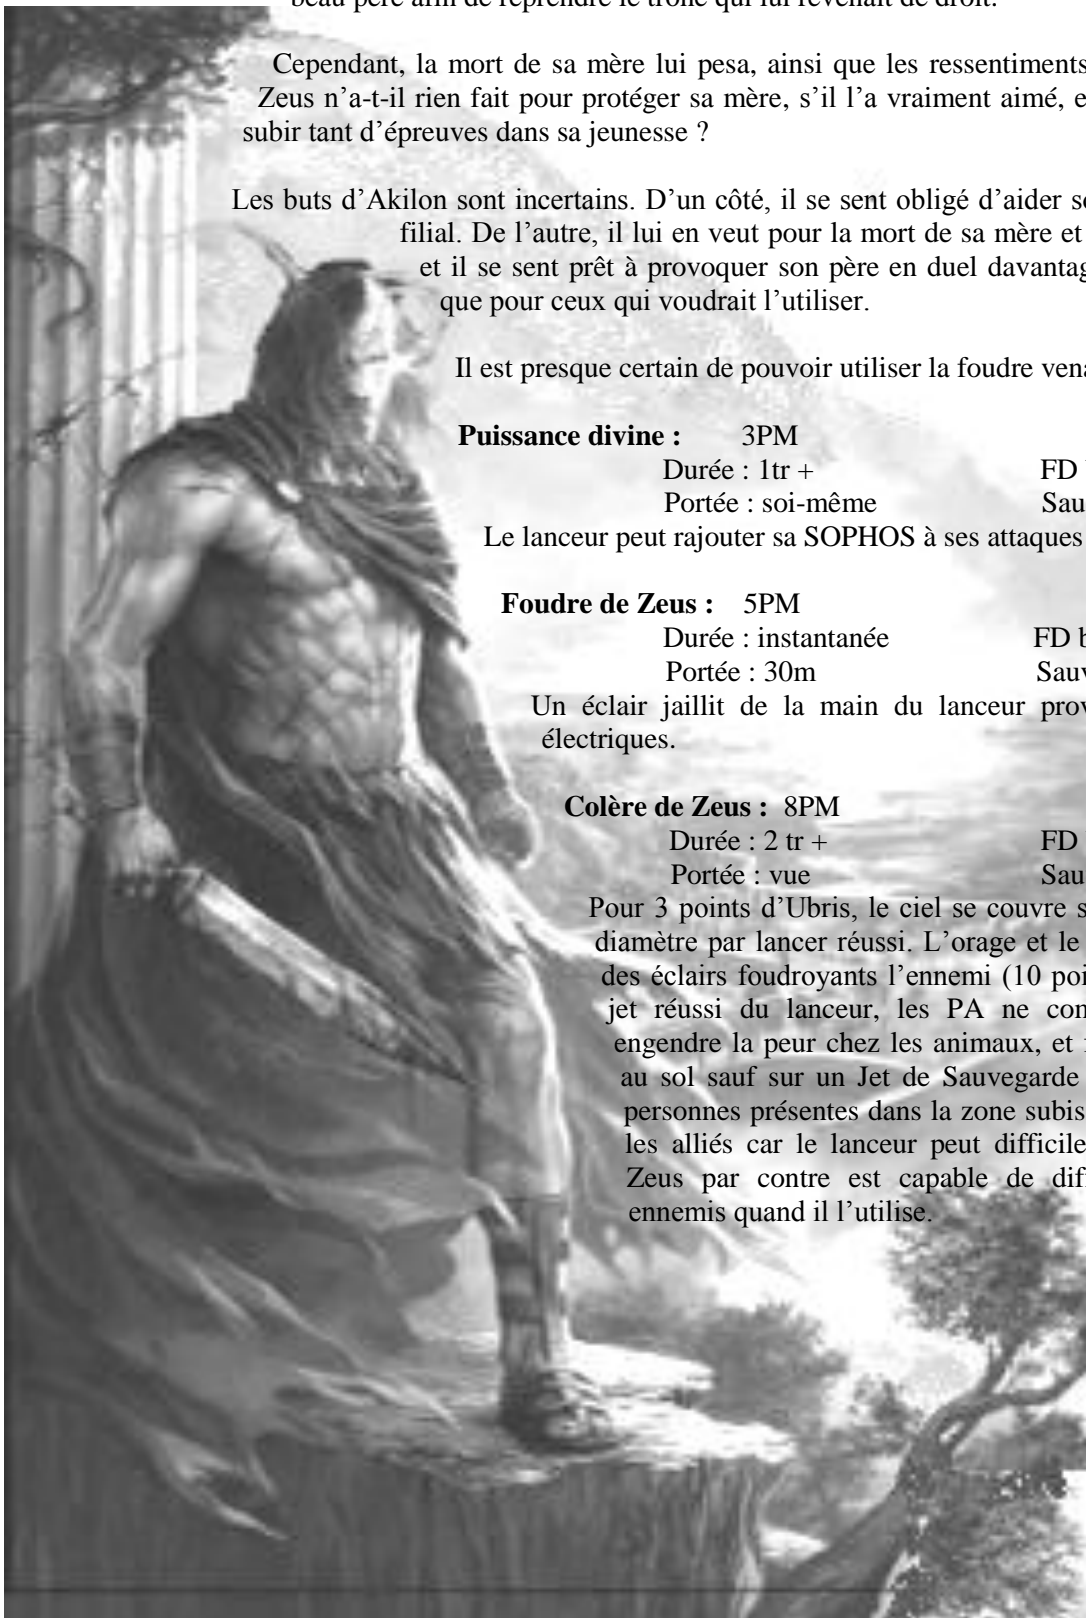 beau père afin de reprendre le trône qui lui revenait de droit.
Cependant, la mort de sa mère lui pesa, ainsi que les ressentiments
Zeus n’a-t-il rien fait pour protéger sa mère, s’il l’a vraiment aimé, e
subir tant d’épreuves dans sa jeunesse ?
Les buts d’Akilon sont incertains. D’un côté, il se sent obligé d’aider so
filial. De l’autre, il lui en veut pour la mort de sa mère et
et il se sent prêt à provoquer son père en duel davantag
que pour ceux qui voudrait l’utiliser.
Il est presque certain de pouvoir utiliser la foudre vena
Puissance divine : 3PM
Durée : 1tr + FD
Portée : soi-même Sau
Le lanceur peut rajouter sa SOPHOS à ses attaques
Foudre de Zeus : 5PM
Durée : instantanée FD b
Portée : 30m Sauv
Un éclair jaillit de la main du lanceur prov
électriques.
Colère de Zeus : 8PM
Durée : 2 tr + FD
Portée : vue Sau
Pour 3 points d’Ubris, le ciel se couvre s
diamètre par lancer réussi. L’orage et le
des éclairs foudroyants l’ennemi (10 poi
jet réussi du lanceur, les PA ne com
engendre la peur chez les animaux, et
au sol sauf sur un Jet de Sauvegarde
personnes présentes dans la zone subis
les alliés car le lanceur peut difficile
Zeus par contre est capable de diff
ennemis quand il l’utilise.